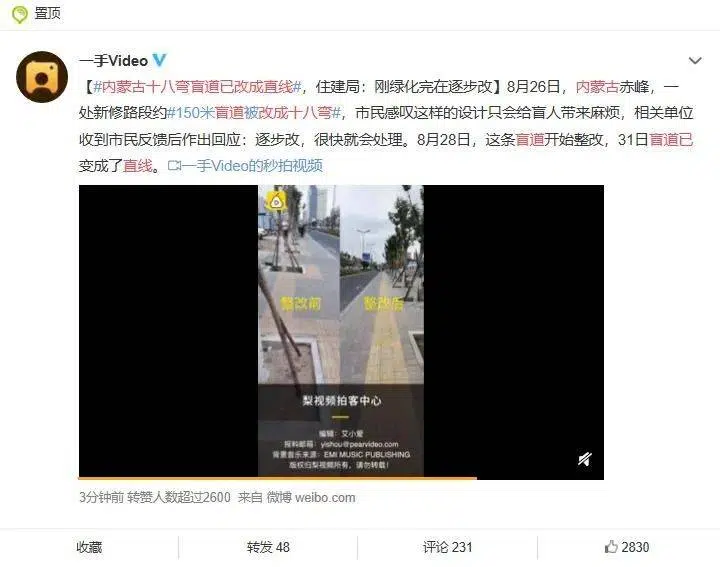 置顶
一手Video
【#内蒙古十八弯盲道已改成直线#，住建局：刚绿化完在逐步改】8月26日，内蒙古赤峰，一
处新修路段约#150米盲道被改成十八弯#，市民感叹这样的设计只会给盲人带来麻烦，相关单位
收到市民反馈后作出回应：逐步改，很快就会处理。8月28日，这条盲道开始整改，31日盲道已
变成了直线。一手Video的秒拍视频
整改前 整改后
梨视频拍客中心
编辑：艾小爱
报料邮箱：yishou@pearvideo.com
背景音乐来源：EMI MUSIC PUBLISHING
版权归梨视频所有，请勿转载！
3分钟前 转赞人数超过2600 来自 微博 weibo.com
收藏 转发 48 评论 231 2830